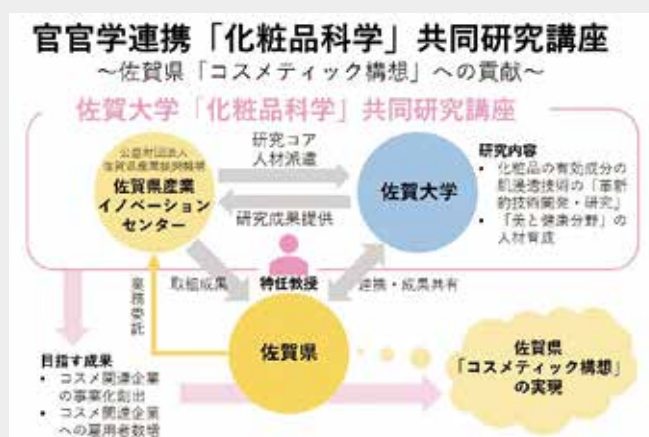 官官学連携「化粧品科学」共同研究講座
～佐賀県「コスメティック構想」への貢献～
佐賀大学「化粧品科学」共同研究講座
公益財団法人
佐賀県産業
イノベーション
センター
研究コア
人材派遣
研究成果提供
佐賀大学
研究内容
• 化粧品の有効成分の
肌浸透技術の「革新
的技術開発・研究」
• 「美と健康分野」の
人材育成
取組成果
特任教授
連携・成果共有
業務委託
佐賀県
目指す成果
• コスメ関連企業
の事業化創出
• コスメ関連企業
への雇用者数増
佐賀県
「コスメティック構想」
の実現